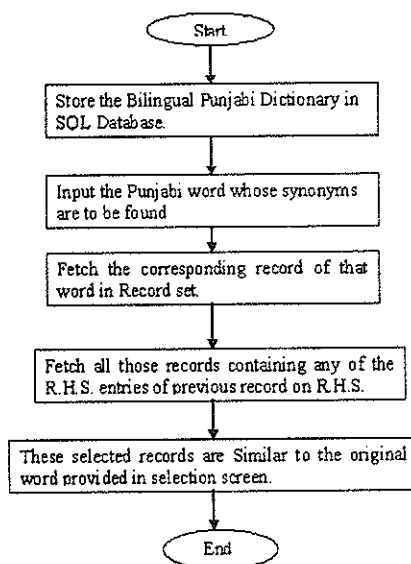 Start
Store the Bilingual Punjabi Dictionary in
SQL Database.
Input the Punjabi word whose synonyms
are to be found
Fetch the corresponding record of that
word in Record set.
Fetch all those records containing any of the
R.H.S. entries of previous record on R.H.S.
These selected records are Similar to the original
word provided in selection screen.
End